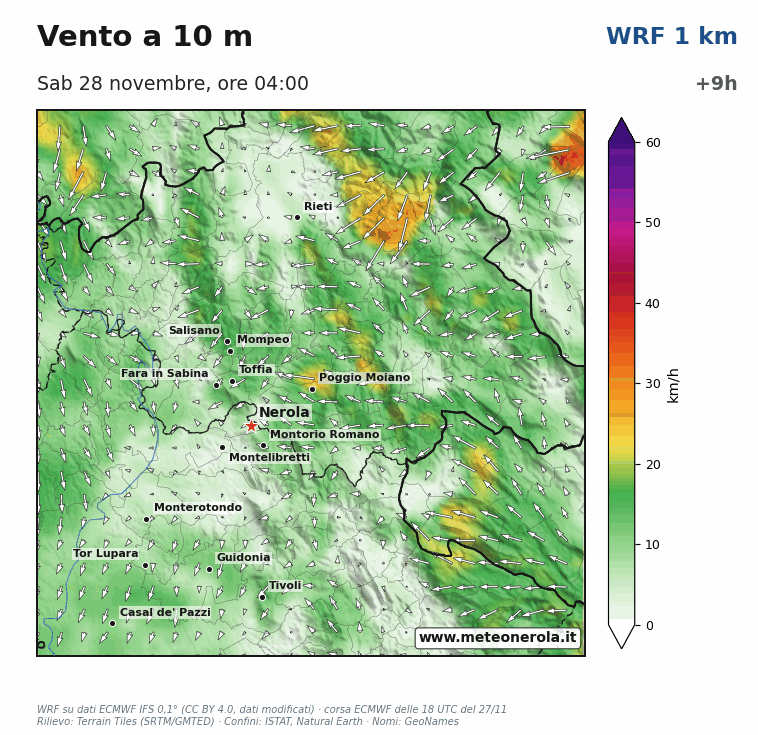 Vento a 10 m
WRF 1 km
Sab 28 novembre, ore 04:00
+9h
Rieti
Salisano
Mompeo
Fara in Sabina
Toffia
Poggio Moiano
Nerola
Montorio Romano
Montelibretti
Monterotondo
Tor Lupara
Guidonia
Tivoli
Casal de' Pazzi
www.meteonerola.it
60
50
40
30
20
10
0
km/h
WRF su dati ECMWF IFS 0,1° (CC BY 4.0, dati modificati) · corsa ECMWF delle 18 UTC del 27/11
Rilievo: Terrain Tiles (SRTM/GMTED) · Confini: ISTAT, Natural Earth · Nomi: GeoNames